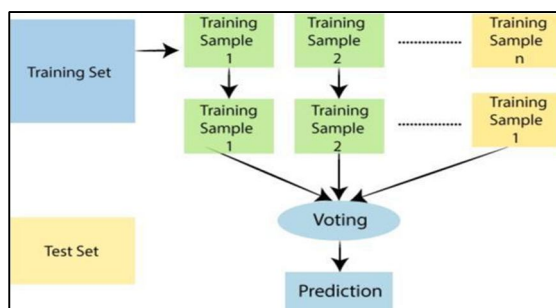 Training Set
Training
Sample
1
Training
Sample
2
Training
Sample
n
Training
Sample
1
Training
Sample
2
Training
Sample
1
Voting
Test Set
Prediction